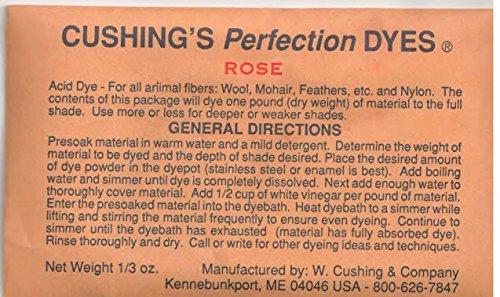 CUSHING'S Perfection DYES ®
ROSE
Acid Dye - For all animal fibers: Wool, Mohair, Feathers, etc. and Nylon. The
contents of this package will dye one pound (dry weight) of material to the full
shade. Use more or less for deeper or weaker shades.
GENERAL DIRECTIONS
Presoak material in warm water and a mild detergent. Determine the weight of
material to be dyed and the depth of shade desired. Place the desired amount
of dye powder in the dyepot (stainless steel or enamel is best). Add boiling
water and simmer until dye is completely dissolved. Next add enough water to
thoroughly cover material. Add 1/2 cup of white vinegar per pound of material.
Enter the presoaked material into the dyebath. Heat dyebath to a simmer while
lifting and stirring the material frequently to ensure even dyeing. Continue to
simmer until the dyebath has exhausted (material has fully absorbed dye).
Rinse thoroughly and dry. Call or write for other dyeing ideas and techniques.
Net Weight 1/3 oz.
Manufactured by: W. Cushing & Company
Kennebunkport, ME 04046 USA - 800-626-7847